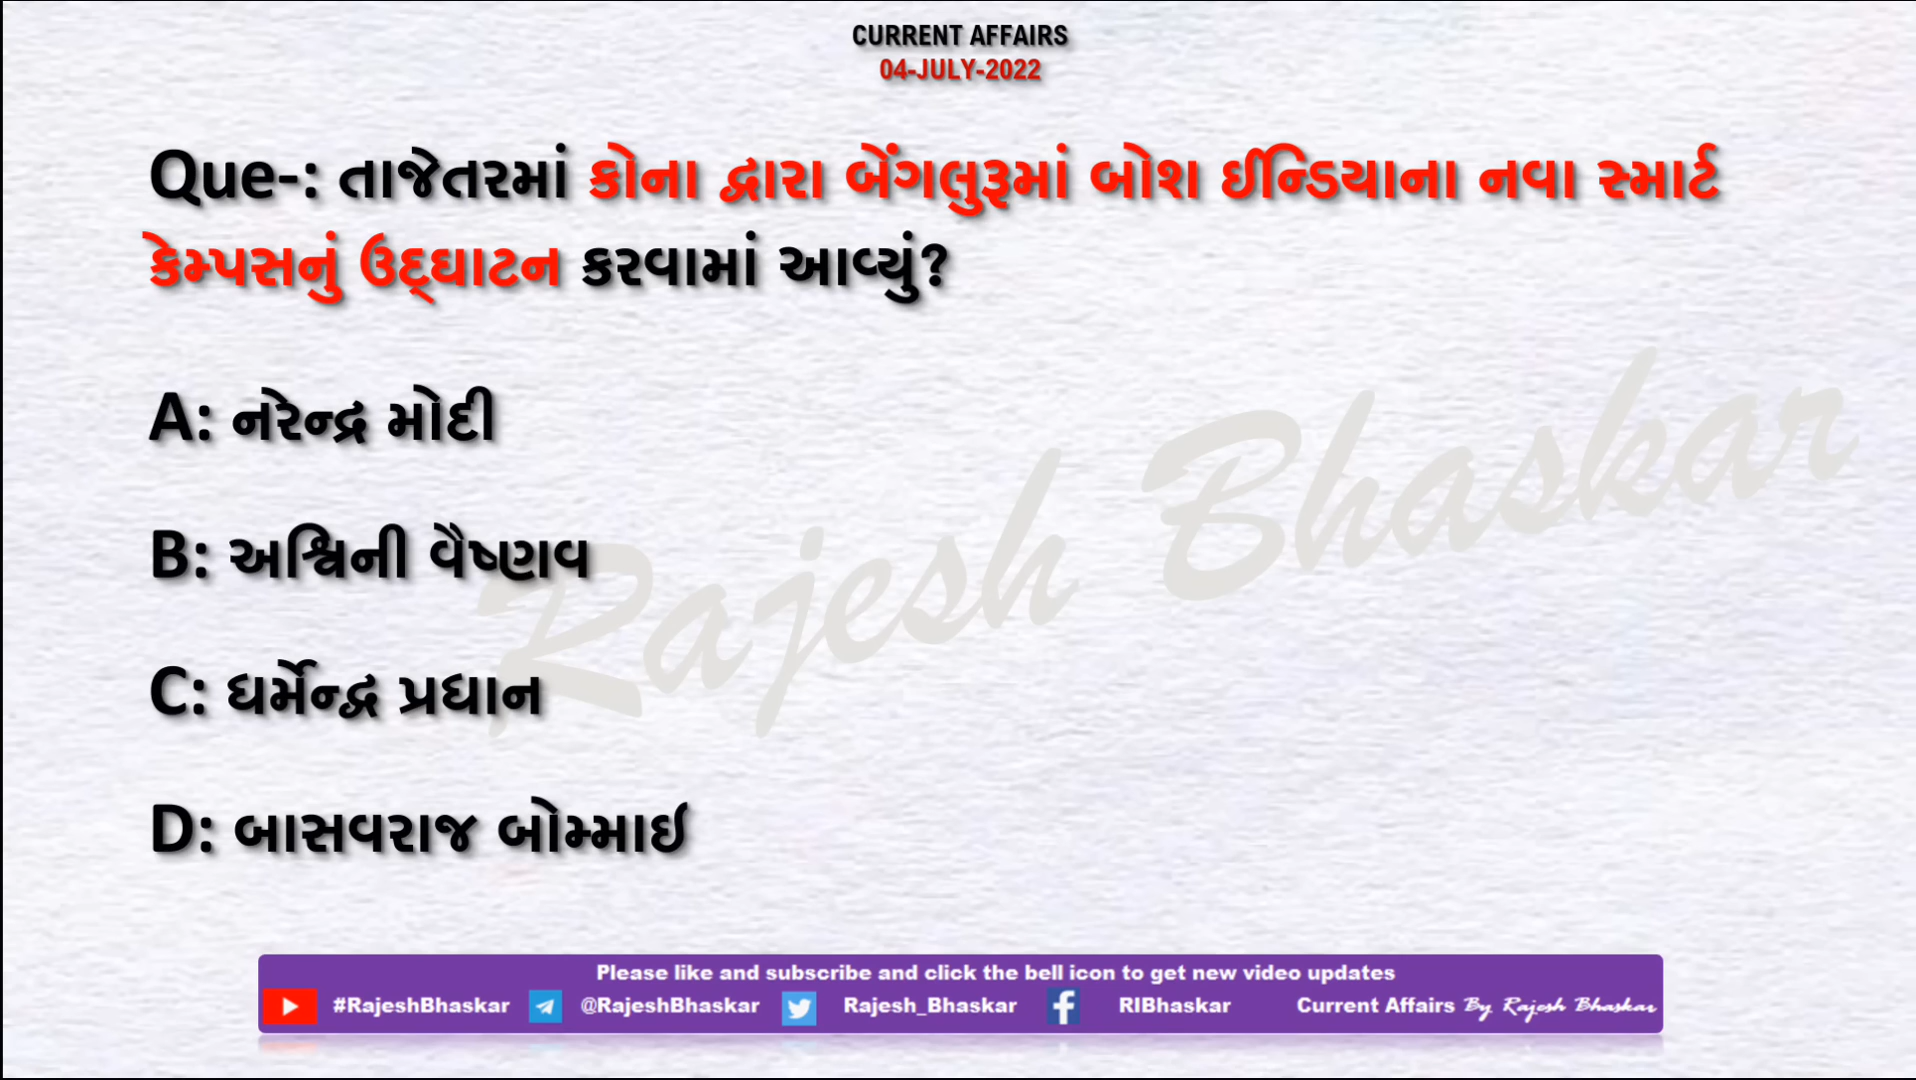 CURRENT AFFAIRS
04-JULY-2022
Que-: તાજેતરમાં કોના દ્વારા બેંગલુરૂમાં બોશ ઈન્ડિયાના નવા સ્માર્ટ
કેમ્પસનું ઉદ્‌ઘાટન કરવામાં આવ્યું?
A: નરેન્દ્ર મોદી
B: અશ્વિની વૈષ્ણવ
C: ધર્મેન્દ્ર પ્રધાન
D: બાસવરાજ બોમ્માઈ
Rajesh Bhaskar
Please like and subscribe and click the bell icon to get new video updates
#RajeshBhaskar @RajeshBhaskar Rajesh_Bhaskar RIBhaskar Current Affairs By Rajesh Bhaskar